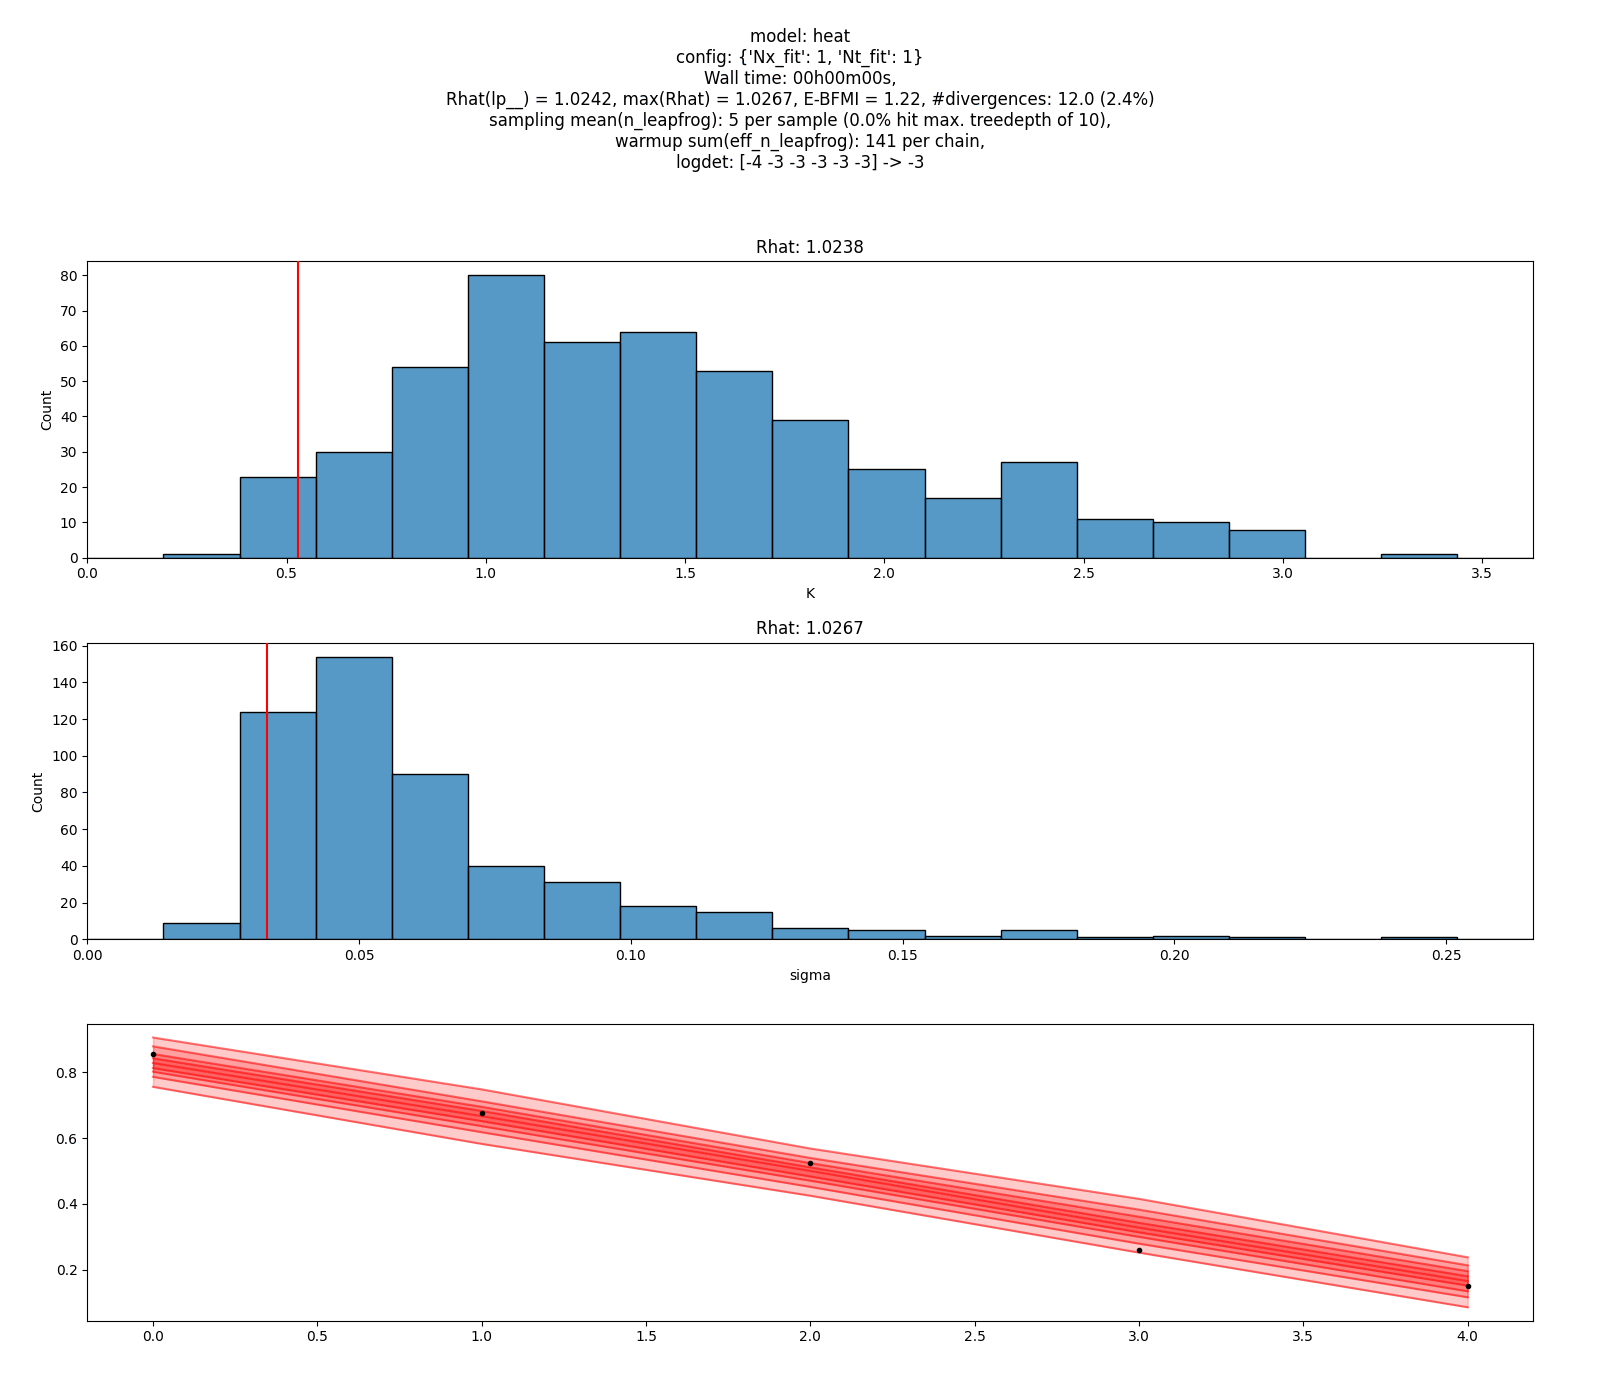 model: heat
config: {'Nx_fit': 1, 'Nt_fit': 1}
Wall time: 00h00m00s,
Rhat(lp__) = 1.0242, max(Rhat) = 1.0267, E-BFMI = 1.22, #divergences: 12.0 (2.4%)
sampling mean(n_leapfrog): 5 per sample (0.0% hit max. treedepth of 10),
warmup sum(eff_n_leapfrog): 141 per chain,
logdet: [-4 -3 -3 -3 -3 -3] -> -3
Rhat: 1.0238
80
70
60
50
40
30
20
10
0
Count
0.0 0.5 1.0 1.5 2.0 2.5 3.0 3.5
K
Rhat: 1.0267
160
140
120
100
80
60
40
20
0
Count
0.00 0.05 0.10 0.15 0.20 0.25
sigma
0.8
0.6
0.4
0.2
0.0 0.5 1.0 1.5 2.0 2.5 3.0 3.5 4.0